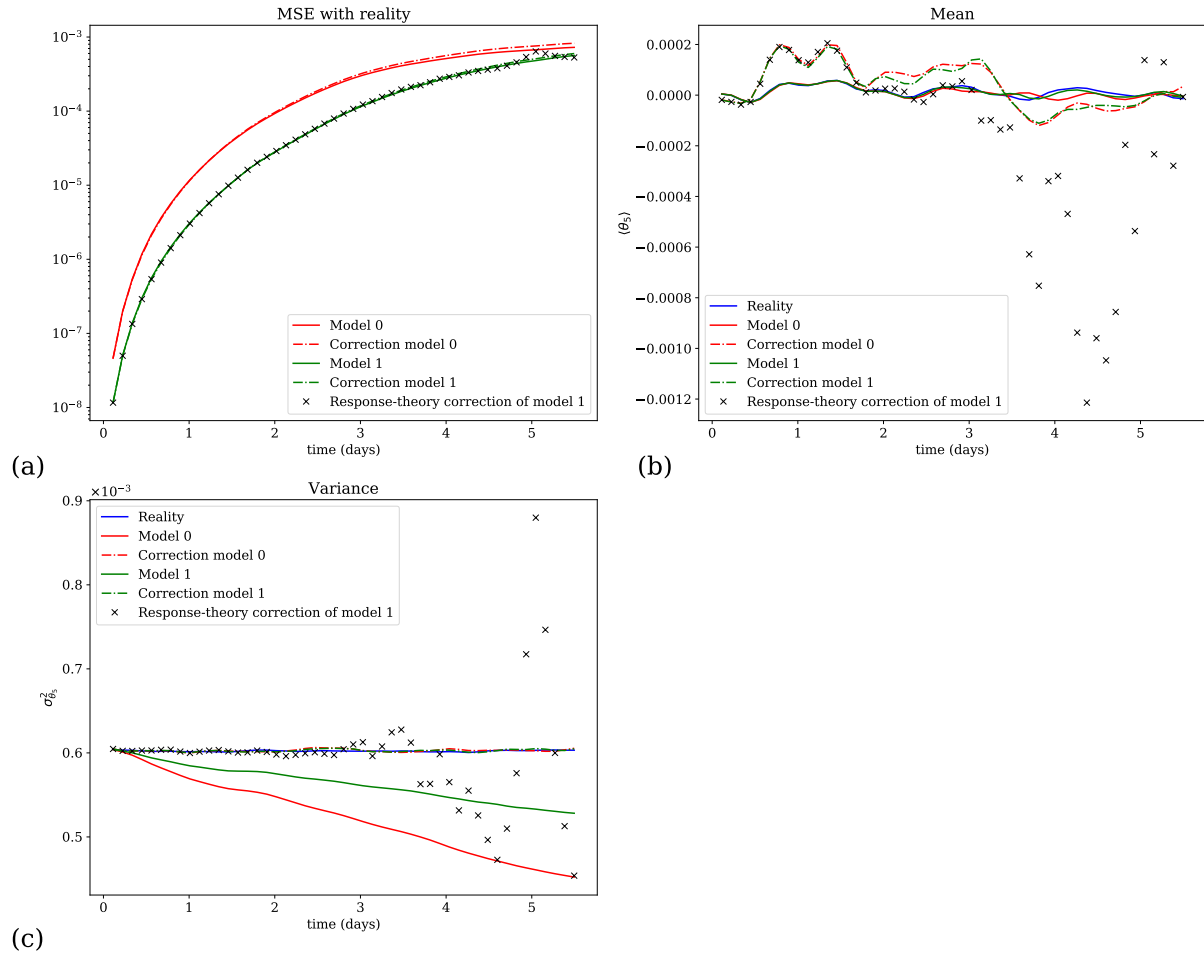 MSE with reality
10⁻³
10⁻⁴
10⁻⁵
10⁻⁶
10⁻⁷
10⁻⁸
Model 0
Correction model 0
Model 1
Correction model 1
Response-theory correction of model 1
0 1 2 3 4 5
time (days)
(a)
Mean
0.0002
0.0000
−0.0002
−0.0004
−0.0006
−0.0008
−0.0010
−0.0012
⟨θ₅⟩
Reality
Model 0
Correction model 0
Model 1
Correction model 1
Response-theory correction of model 1
0 1 2 3 4 5
time (days)
(b)
Variance
×10⁻³
0.9
0.8
0.7
0.6
0.5
σ²θ₅
Reality
Model 0
Correction model 0
Model 1
Correction model 1
Response-theory correction of model 1
0 1 2 3 4 5
time (days)
(c)